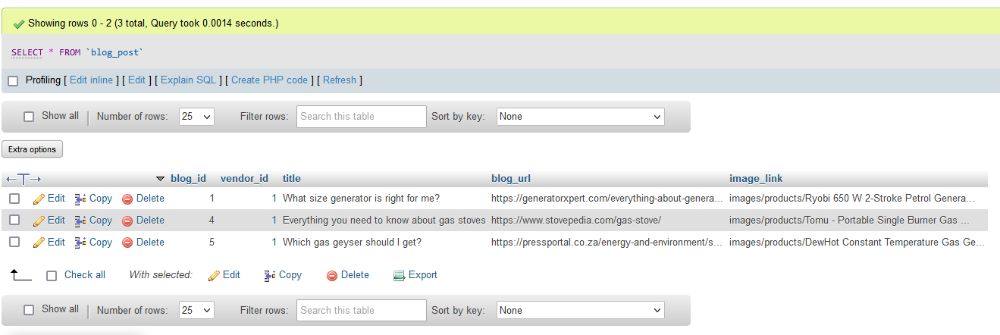 Showing rows 0 - 2 (3 total, Query took 0.0014 seconds.)
SELECT * FROM `blog_post`
Profiling [ Edit inline ] [ Edit ] [ Explain SQL ] [ Create PHP code ] [ Refresh ]
Show all Number of rows: 25 Filter rows: Search this table Sort by key: None
Extra options
blog_id vendor_id title blog_url image_link
Edit Copy Delete 1 1 What size generator is right for me? https://generatorxpert.com/everything-about-genera... images/products/Ryobi 650 W 2-Stroke Petrol Genera...
Edit Copy Delete 4 1 Everything you need to know about gas stoves https://www.stovepedia.com/gas-stove/ images/products/Tomu - Portable Single Burner Gas ...
Edit Copy Delete 5 1 Which gas geyser should I get? https://pressportal.co.za/energy-and-environment/s... images/products/DewHot Constant Temperature Gas Ge...
Check all With selected: Edit Copy Delete Export
Show all Number of rows: 25 Filter rows: Search this table Sort by key: None